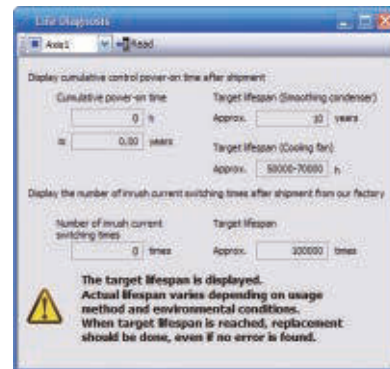 Life Diagnosis
Axis1 Read
Display cumulative control power-on time after shipment
Cumulative power-on time Target lifespan (Smoothing condenser)
0 h Approx. 10 years
0.00 years Target lifespan (Cooling fan)
Approx. 50000-70000 h
Display the number of inrush current switching times after shipment from our factory
Number of inrush current Target lifespan
switching times
0 times Approx. 100000 times
The target lifespan is displayed.
Actual lifespan varies depending on usage
method and environmental conditions.
When target lifespan is reached, replacement
should be done, even if no error is found.